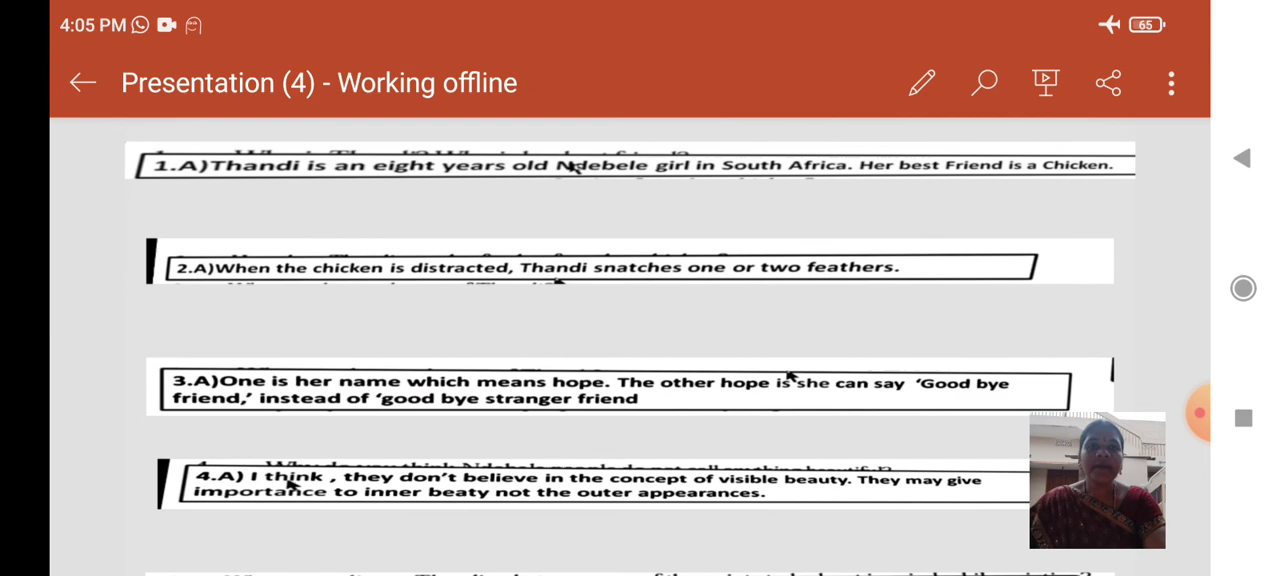 4:05 PM
65
Presentation (4) - Working offline
1.A)Thandi is an eight years old Ndebele girl in South Africa. Her best Friend is a Chicken.
2.A)When the chicken is distracted, Thandi snatches one or two feathers.
3.A)One is her name which means hope. The other hope is she can say ‘Good bye
friend,’ instead of ‘good bye stranger friend
4.A) I think , they don’t believe in the concept of visible beauty. They may give
importance to inner beaty not the outer appearances.